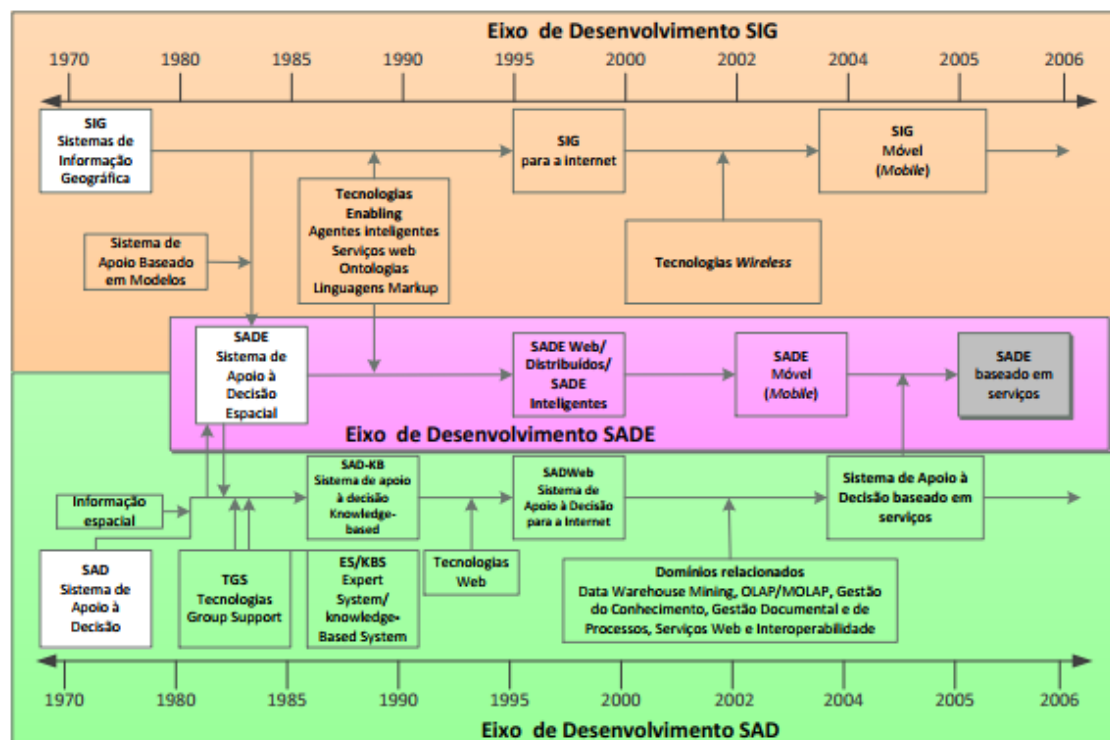 Eixo de Desenvolvimento SIG
1970 1980 1985 1990 1995 2000 2002 2004 2005 2006
SIG
Sistemas de
Informação
Geográfica
SIG
para a internet
SIG
Móvel
(Mobile)
Tecnologias
Enabling
Agentes inteligentes
Serviços web
Ontologias
Linguagens Markup
Sistema de
Apoio Baseado
em Modelos
Tecnologias Wireless
SADE
Sistema de
Apoio à
Decisão
Espacial
SADE Web/
Distribuídos/
SADE
Inteligentes
SADE
Móvel
(Mobile)
SADE
baseado em
serviços
Eixo de Desenvolvimento SADE
Informação
espacial
SAD-KB
Sistema de apoio
à decisão
Knowledge-
based
SADWeb
Sistema de
Apoio à Decisão
para a Internet
Sistema de Apoio à
Decisão baseado em
serviços
SAD
Sistema de
Apoio à
Decisão
TGS
Tecnologias
Group Support
ES/KBS
Expert
System/
knowledge-
Based System
Tecnologias
Web
Domínios relacionados
Data Warehouse Mining, OLAP/MOLAP, Gestão
do Conhecimento, Gestão Documental e de
Processos, Serviços Web e Interoperabilidade
1970 1980 1985 1990 1995 2000 2002 2004 2005 2006
Eixo de Desenvolvimento SAD